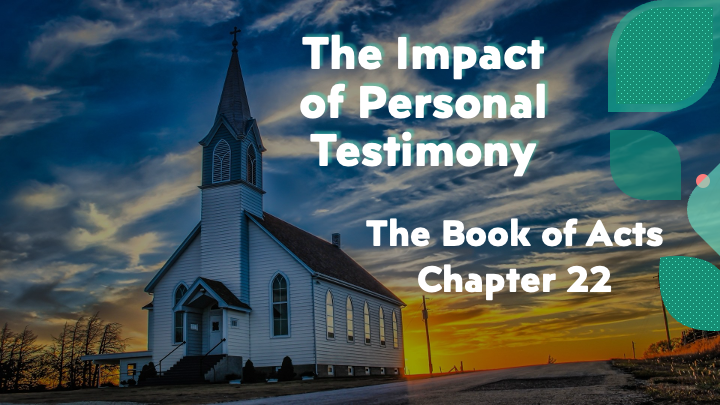 The Impact
of Personal
Testimony
The Book of Acts
Chapter 22